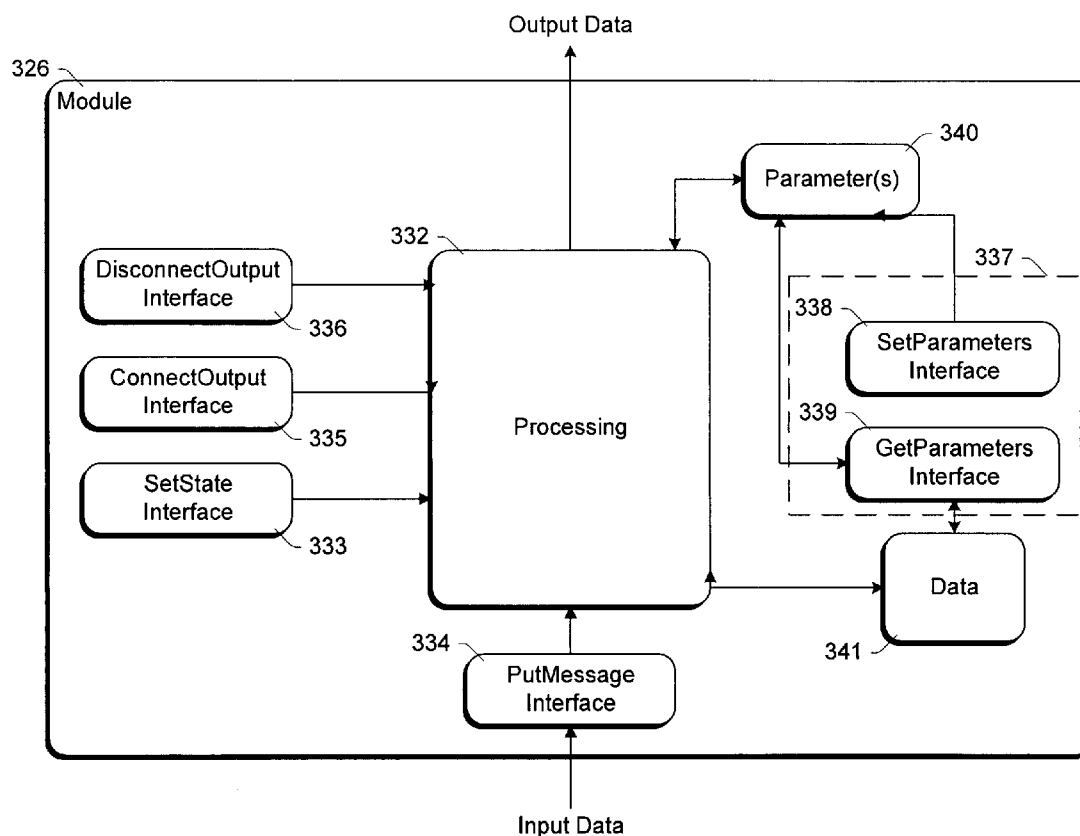 Output Data
326
Module
340
Parameter(s)
332
337
DisconnectOutput
Interface
336
338
SetParameters
Interface
ConnectOutput
Interface
335
Processing
339
GetParameters
Interface
SetState
Interface
333
Data
341
334
PutMessage
Interface
Input Data